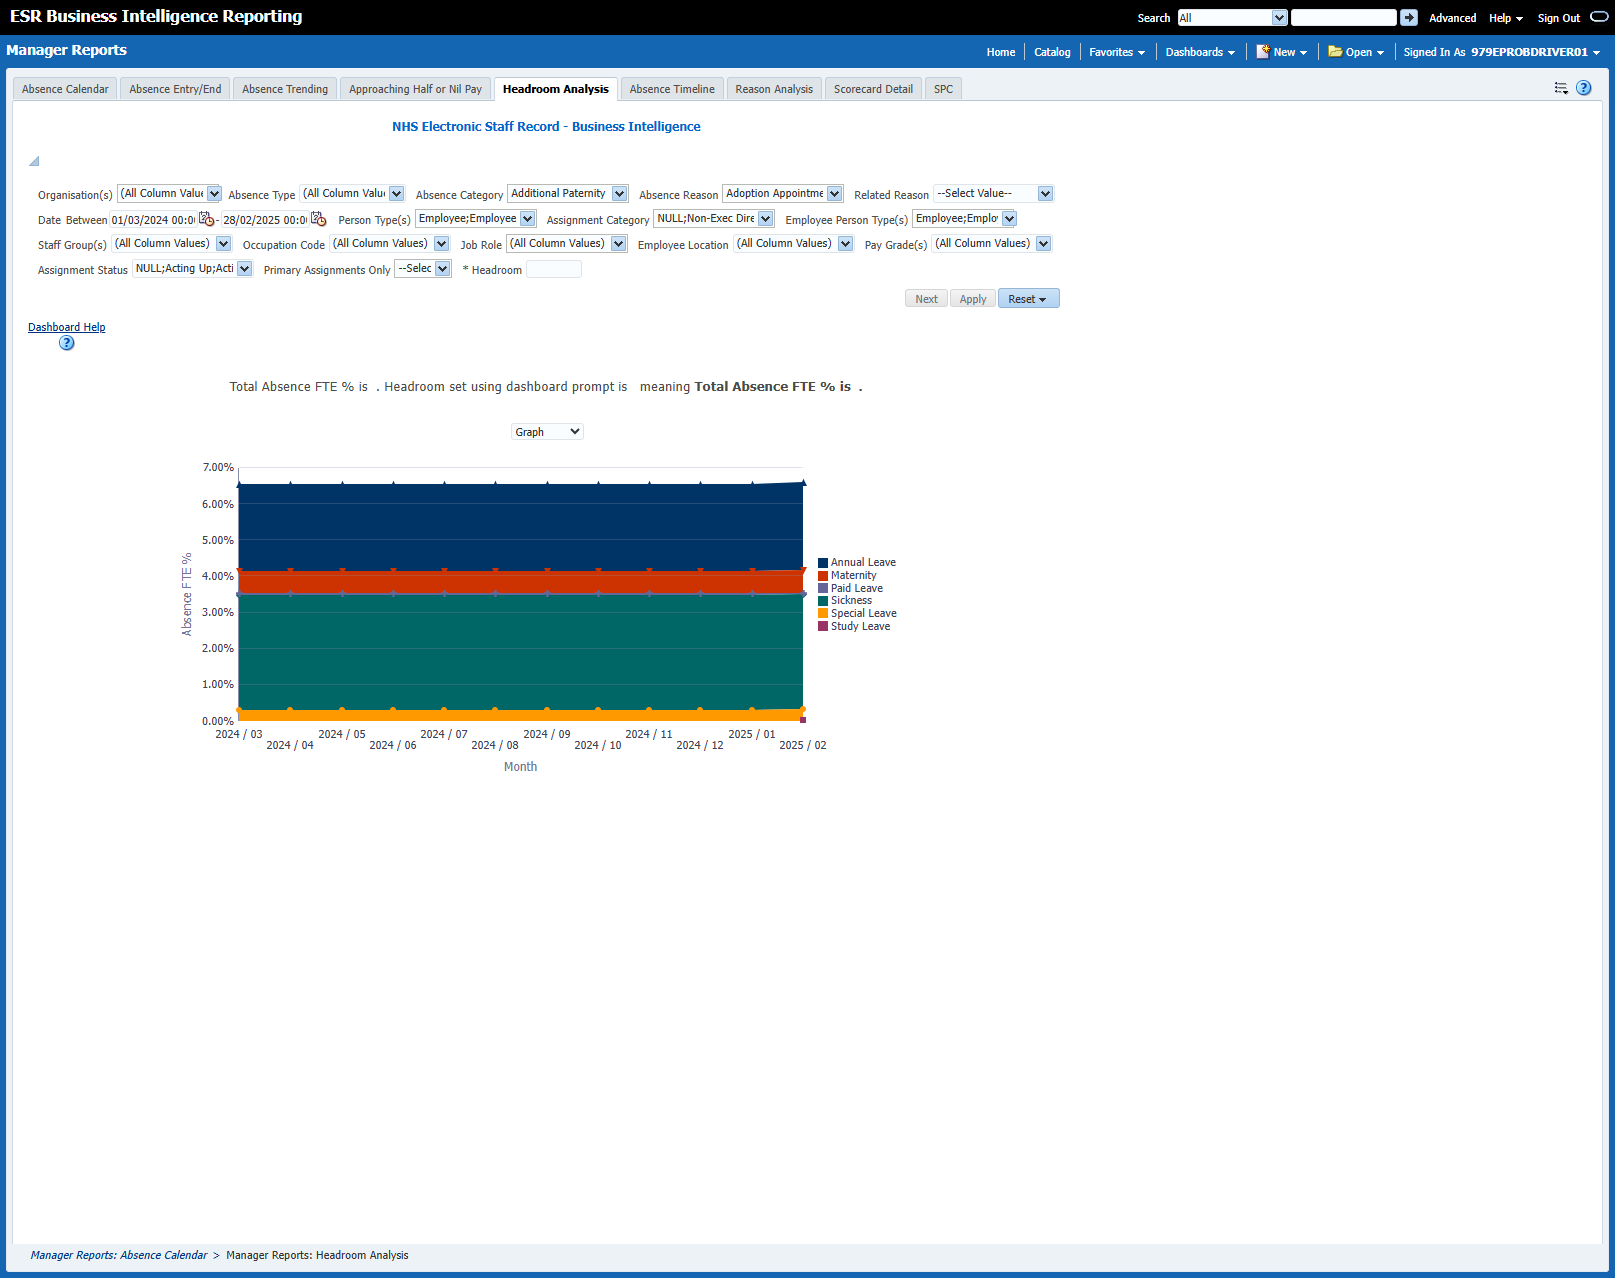 ESR Business Intelligence Reporting
Search All Advanced Help Sign Out
Manager Reports
Home Catalog Favorites Dashboards New Open Signed In As 979EPROBDRIVER01
Absence Calendar Absence Entry/End Absence Trending Approaching Half or Nil Pay Headroom Analysis Absence Timeline Reason Analysis Scorecard Detail SPC
NHS Electronic Staff Record - Business Intelligence
Organisation(s) (All Column Value Absence Type (All Column Valu Absence Category Additional Paternity Absence Reason Adoption Appointme Related Reason --Select Value--
Date Between 01/03/2024 00:0 - 28/02/2025 00:0 Person Type(s) Employee;Employee Assignment Category NULL;Non-Exec Dire Employee Person Type(s) Employee;Emplo
Staff Group(s) (All Column Values) Occupation Code (All Column Values) Job Role (All Column Values) Employee Location (All Column Values) Pay Grade(s) (All Column Values)
Assignment Status NULL;Acting Up;Acti Primary Assignments Only --Selec * Headroom
Next Apply Reset
Dashboard Help
?
Total Absence FTE % is . Headroom set using dashboard prompt is meaning Total Absence FTE % is .
Graph
7.00%
6.00%
5.00%
4.00%
3.00%
2.00%
1.00%
0.00%
Absence FTE %
2024 / 03 2024 / 05 2024 / 07 2024 / 09 2024 / 11 2025 / 01
2024 / 04 2024 / 06 2024 / 08 2024 / 10 2024 / 12 2025 / 02
Month
Annual Leave
Maternity
Paid Leave
Sickness
Special Leave
Study Leave
Manager Reports: Absence Calendar > Manager Reports: Headroom Analysis